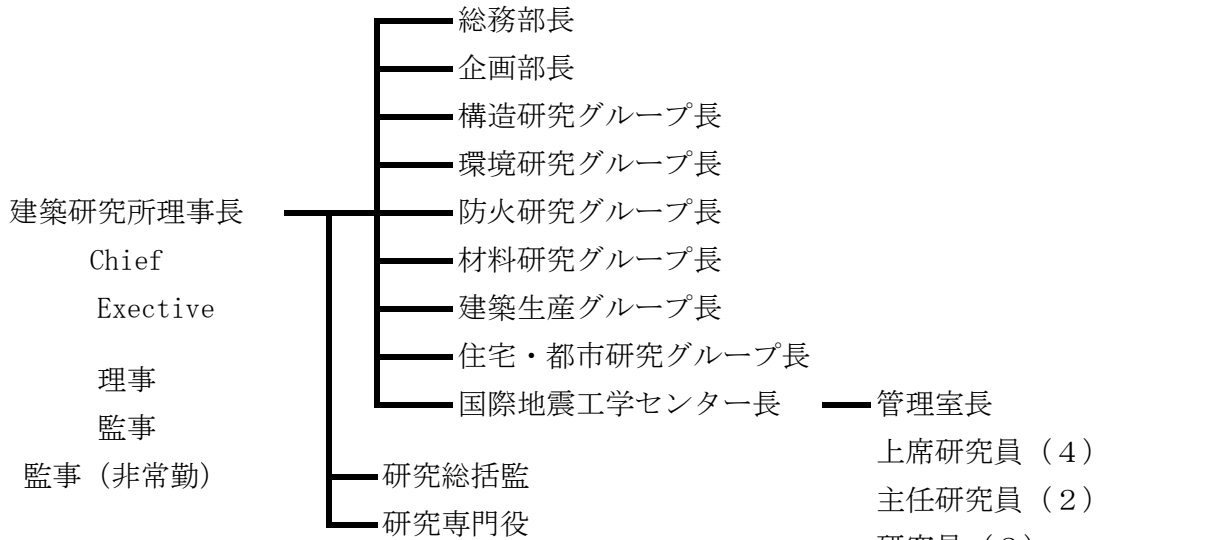 総務部長
企画部長
構造研究グループ長
環境研究グループ長
建築研究所理事長
防火研究グループ長
Chief
材料研究グループ長
Exective
建築生産グループ長
住宅・都市研究グループ長
理事
国際地震工学センター長
管理室長
監事
上席研究員（４）
監事（非常勤）
研究総括監
主任研究員（２）
研究専門役